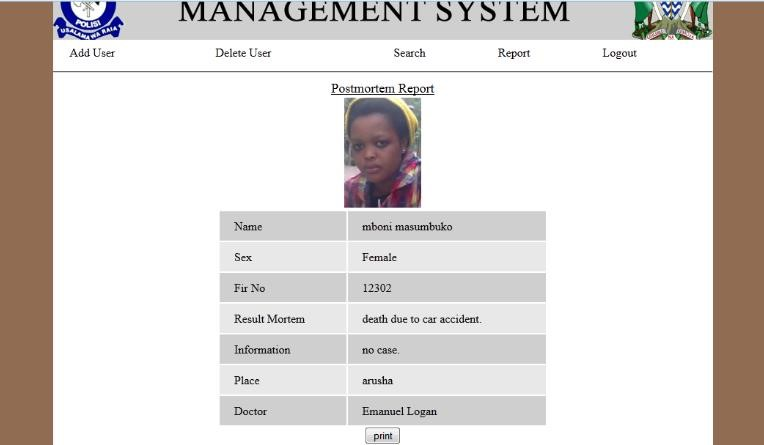 MANAGEMENT SYSTEM
POLISI
USALAMA WA RAIA
Add User Delete User Search Report Logout
Postmortem Report
Name mboni masumbuko
Sex Female
Fir No 12302
Result Mortem death due to car accident.
Information no case.
Place arusha
Doctor Emanuel Logan
print